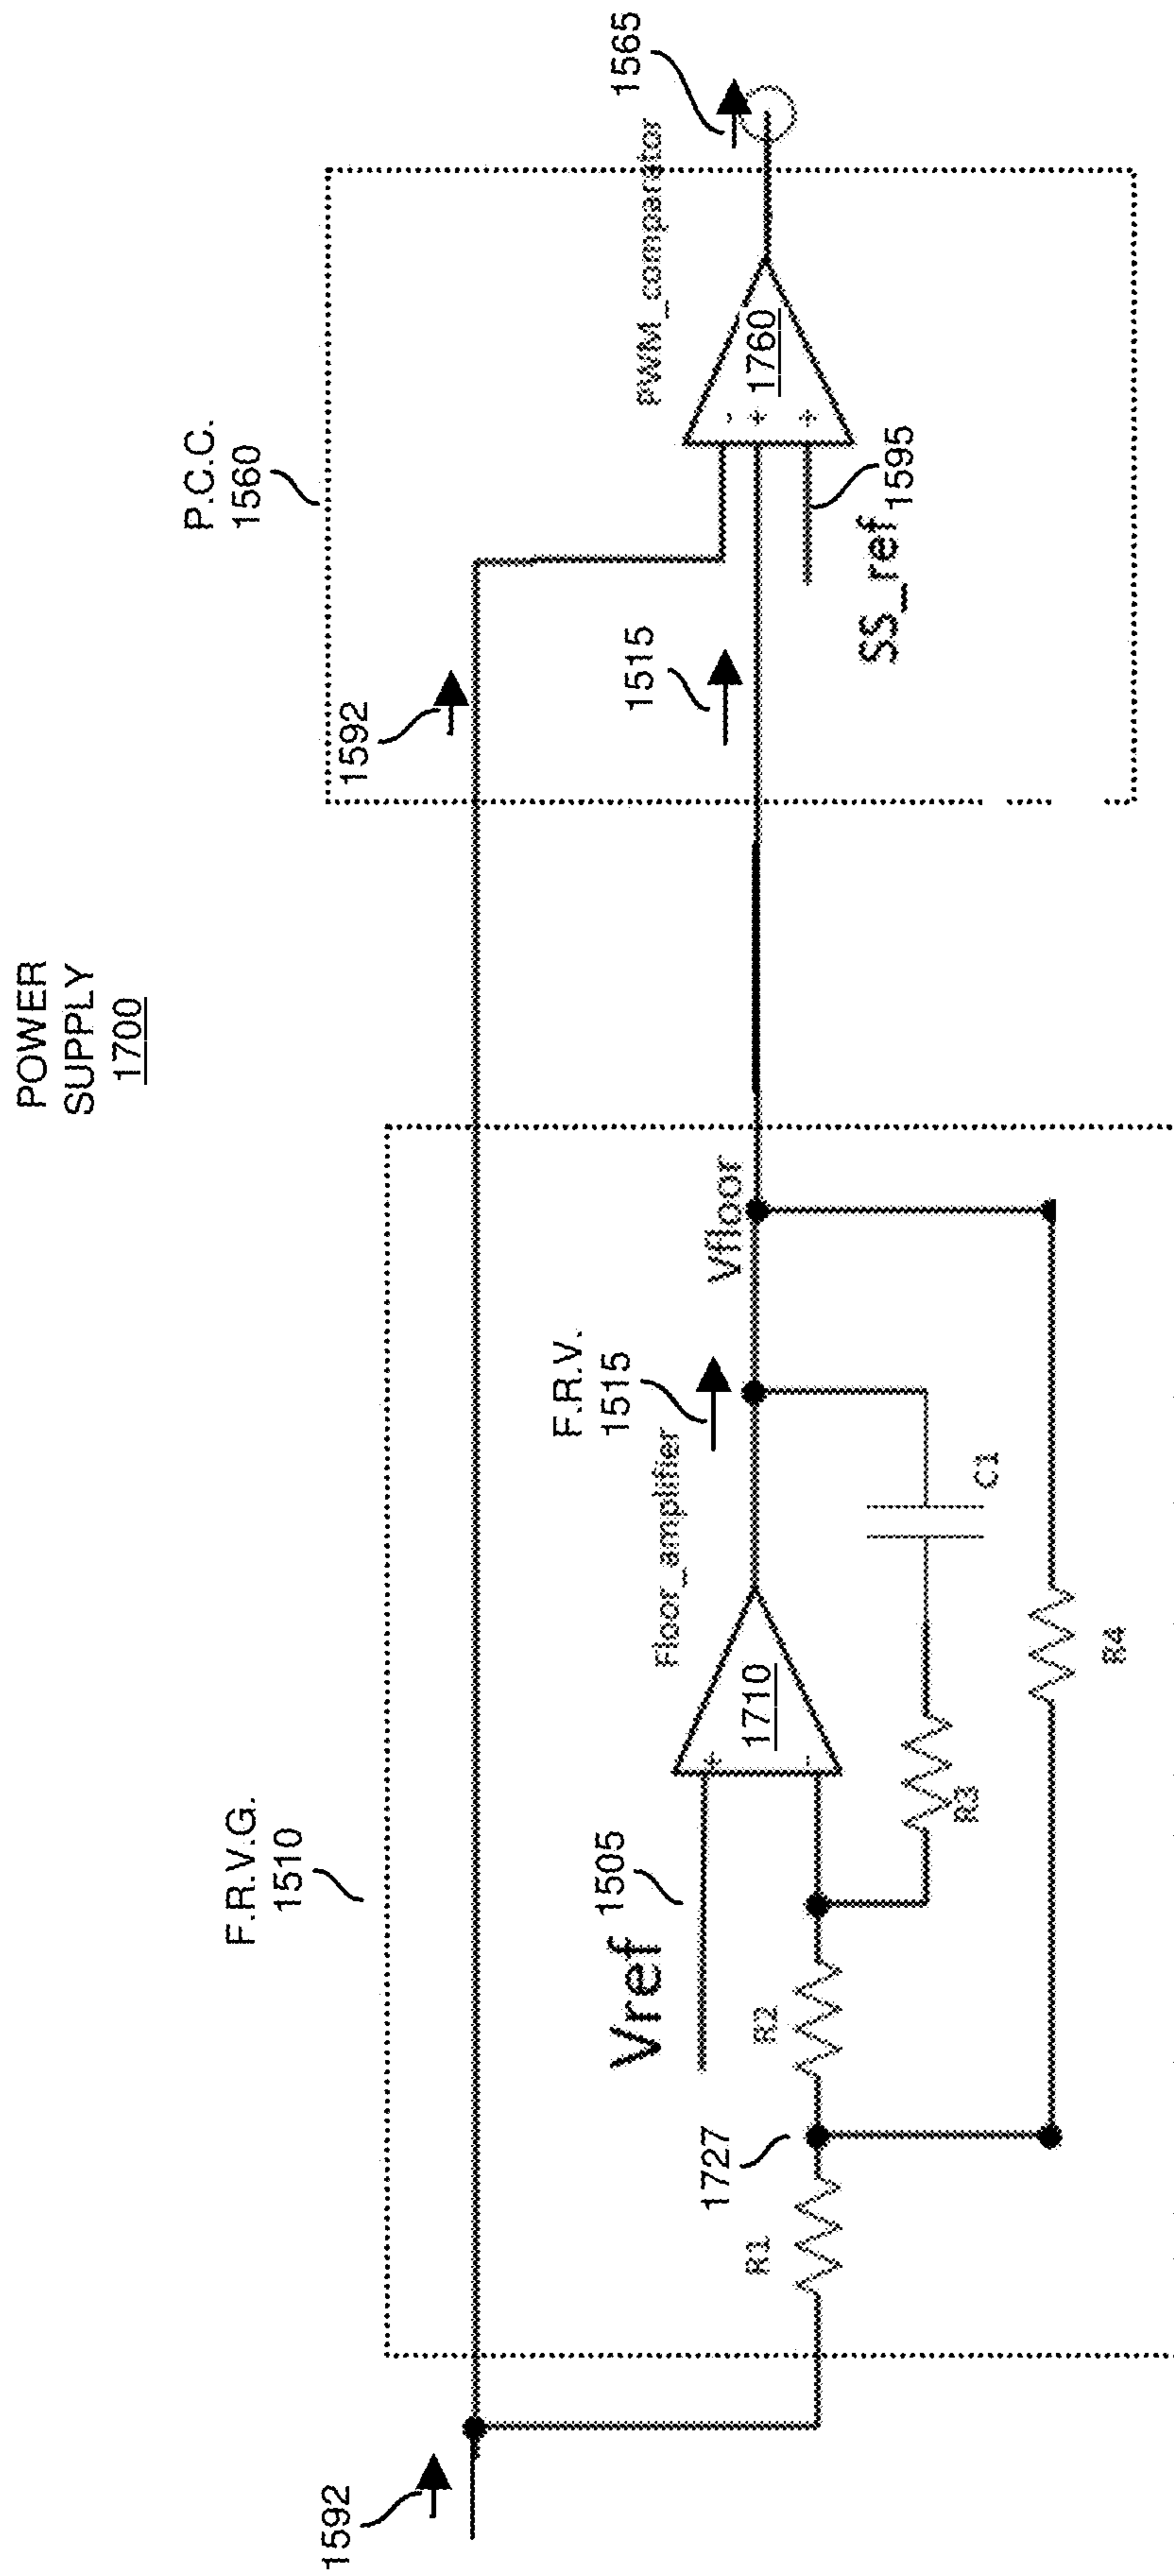 POWER
SUPPLY
1700
F.R.V.G.
1510
P.C.C.
1560
1592
1592
F.R.V.
1515
1515
PWM_comparator
1565
Floor_amplifier
Vfloor
Vref
1505
+
-
1710
-
+
+
1760
SS_ref
1595
1727
R1
R2
R3
C1
R4